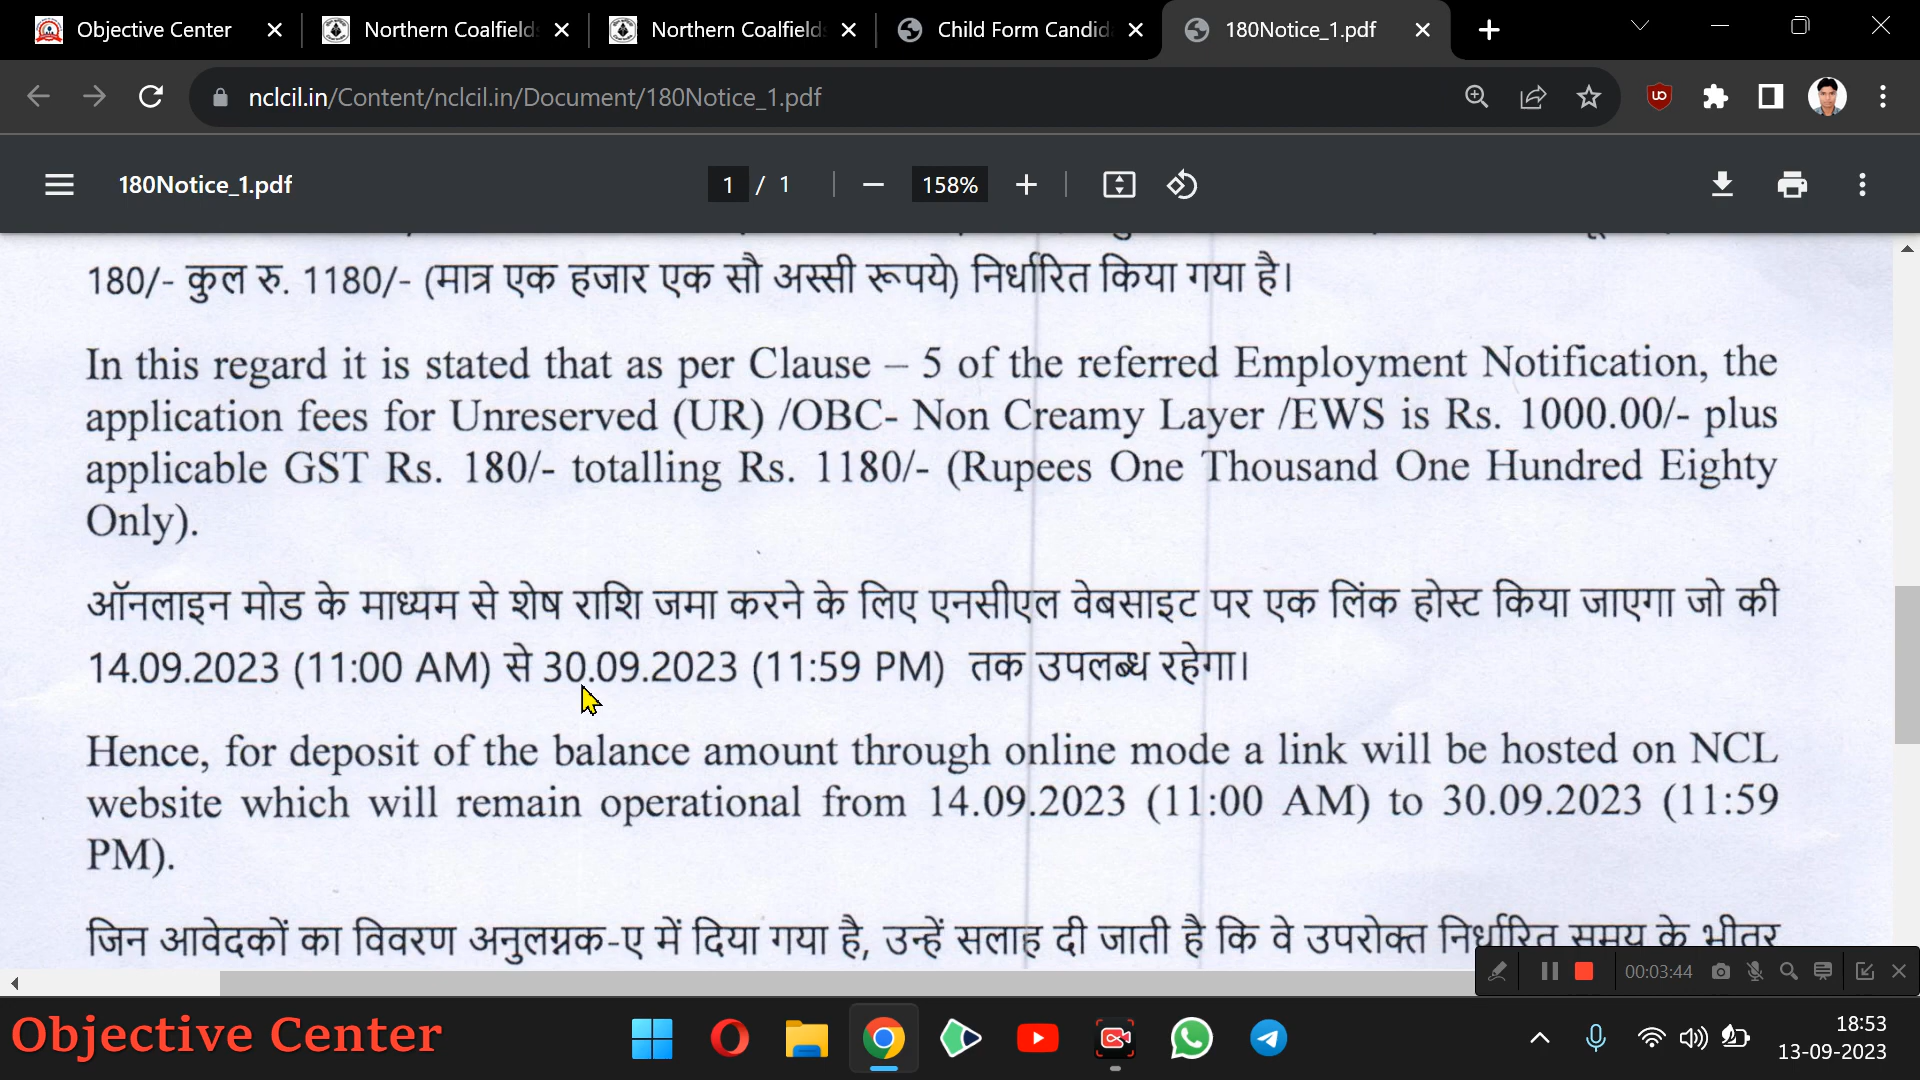 Objective Center
Northern Coalfield
Northern Coalfield
Child Form Candid
180Notice_1.pdf
nclcil.in/Content/nclcil.in/Document/180Notice_1.pdf
180Notice_1.pdf
1 / 1
158%
180/- कुल रु. 1180/- (मात्र एक हजार एक सौ अस्सी रूपये) निर्धारित किया गया है।
In this regard it is stated that as per Clause – 5 of the referred Employment Notification, the
application fees for Unreserved (UR) /OBC- Non Creamy Layer /EWS is Rs. 1000.00/- plus
applicable GST Rs. 180/- totalling Rs. 1180/- (Rupees One Thousand One Hundred Eighty
Only).
ऑनलाइन मोड के माध्यम से शेष राशि जमा करने के लिए एनसीएल वेबसाइट पर एक लिंक होस्ट किया जाएगा जो की
14.09.2023 (11:00 AM) से 30.09.2023 (11:59 PM) तक उपलब्ध रहेगा।
Hence, for deposit of the balance amount through online mode a link will be hosted on NCL
website which will remain operational from 14.09.2023 (11:00 AM) to 30.09.2023 (11:59
PM).
जिन आवेदकों का विवरण अनुलग्नक-ए में दिया गया है, उन्हें सलाह दी जाती है कि वे उपरोक्त निर्धारित समय के भीतर
00:03:44
Objective Center
18:53
13-09-2023